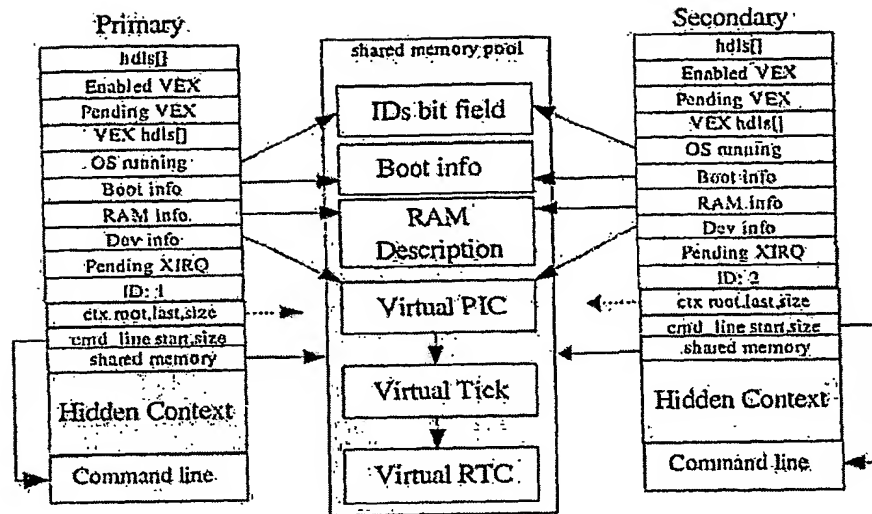 Primary
hdls[]
Enabled VEX
Pending VEX
VEX hdls[]
OS running
Boot info
RAM info.
Dev info
Pending XIRQ
ID: 1
ctx root,last,size
cmd_line start,size
shared memory
Hidden Context
Command line
shared memory pool
IDs bit field
Boot info
RAM
Description
Virtual PIC
Virtual Tick
Virtual RTC
Secondary
hdls[]
Enabled VEX
Pending VEX
VEX hdls[]
OS running
Boot info
RAM info
Dev info
Pending XIRQ
ID: 2
ctx root,last,size
cmd_line start,size
shared memory
Hidden Context
Command line